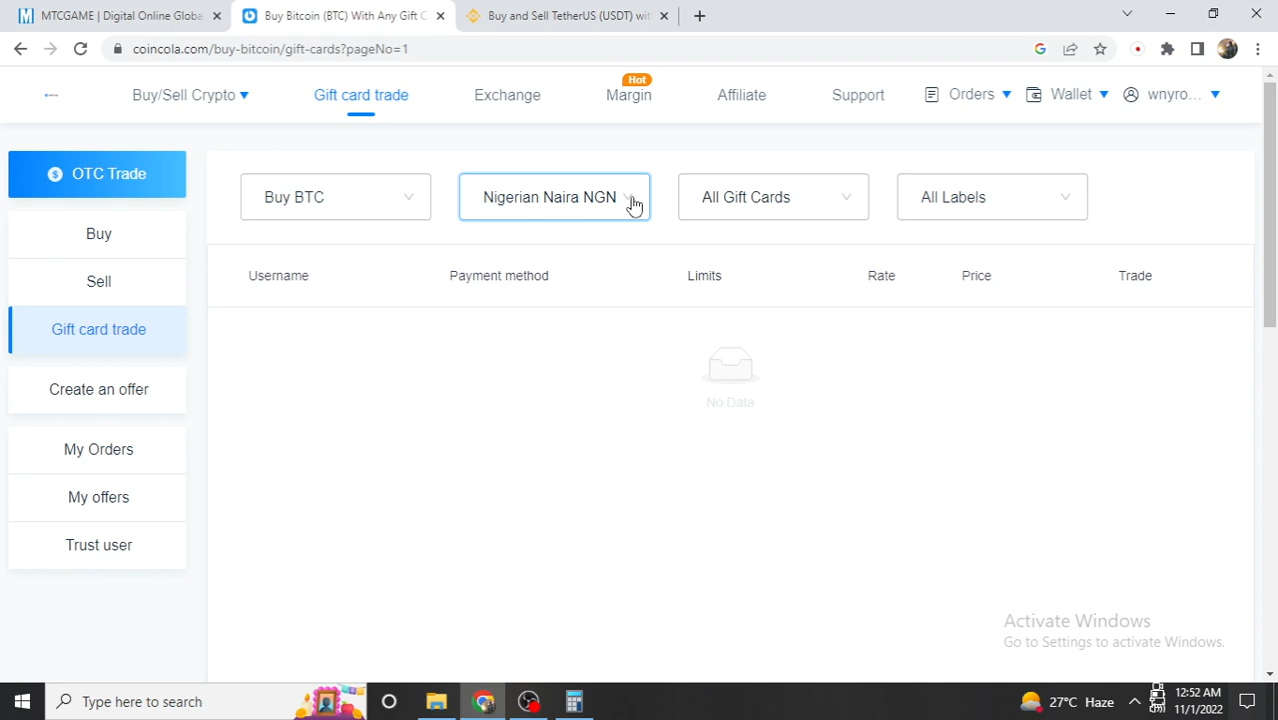 MTCGAME | Digital Online Globa
Buy Bitcoin (BTC) With Any Gift C
Buy and Sell TetherUS (USDT) wit
coincola.com/buy-bitcoin/gift-cards?pageNo=1
Buy/Sell Crypto
Gift card trade
Exchange
Hot
Margin
Affiliate
Support
Orders
Wallet
wnyro...
OTC Trade
Buy
Sell
Gift card trade
Create an offer
My Orders
My offers
Trust user
Buy BTC
Nigerian Naira NGN
All Gift Cards
All Labels
Username
Payment method
Limits
Rate
Price
Trade
No Data
Activate Windows
Go to Settings to activate Windows.
Type here to search
27°C Haze
12:52 AM
11/1/2022